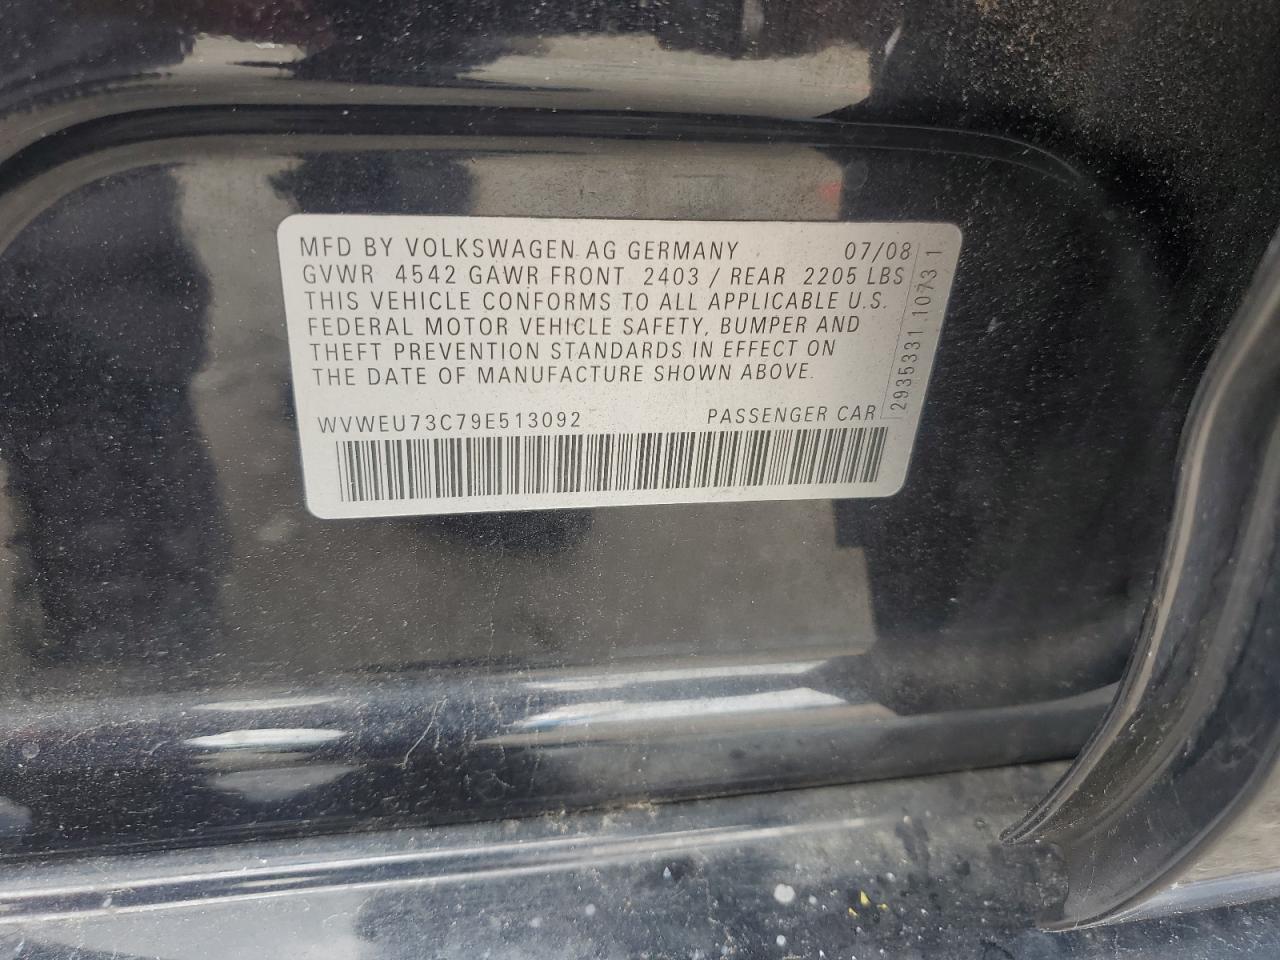 MFD BY VOLKSWAGEN AG GERMANY 07/08
GVWR 4542 GAWR FRONT 2403 / REAR 2205 LBS
THIS VEHICLE CONFORMS TO ALL APPLICABLE U.S.
FEDERAL MOTOR VEHICLE SAFETY, BUMPER AND
THEFT PREVENTION STANDARDS IN EFFECT ON
THE DATE OF MANUFACTURE SHOWN ABOVE.
WVWEU73C79E513092 PASSENGER CAR
2935331.1073 1